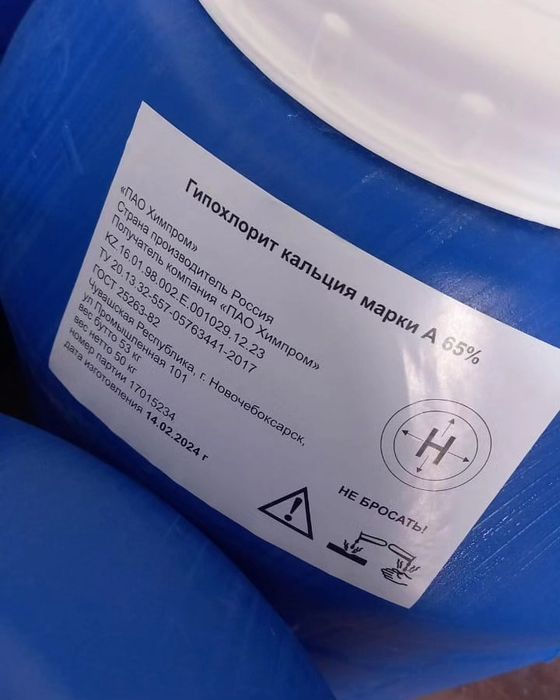 Гипохлорит кальция марки А 65%
«ПАО Химпром»
Страна производитель Россия
Получатель компания «ПАО Химпром»
KZ.16.01.98.002.Е.001029.12.23
ТУ 20.13.32-557-05763441-2017
ГОСТ 25263-82
Чувашская Республика, г. Новочебоксарск,
ул Промышленная 101
вес бутто 53 кг
вес нетто 50 кг
номер партии 17015234
дата изготовления 14.02.2024 г
Н
НЕ БРОСАТЬ!